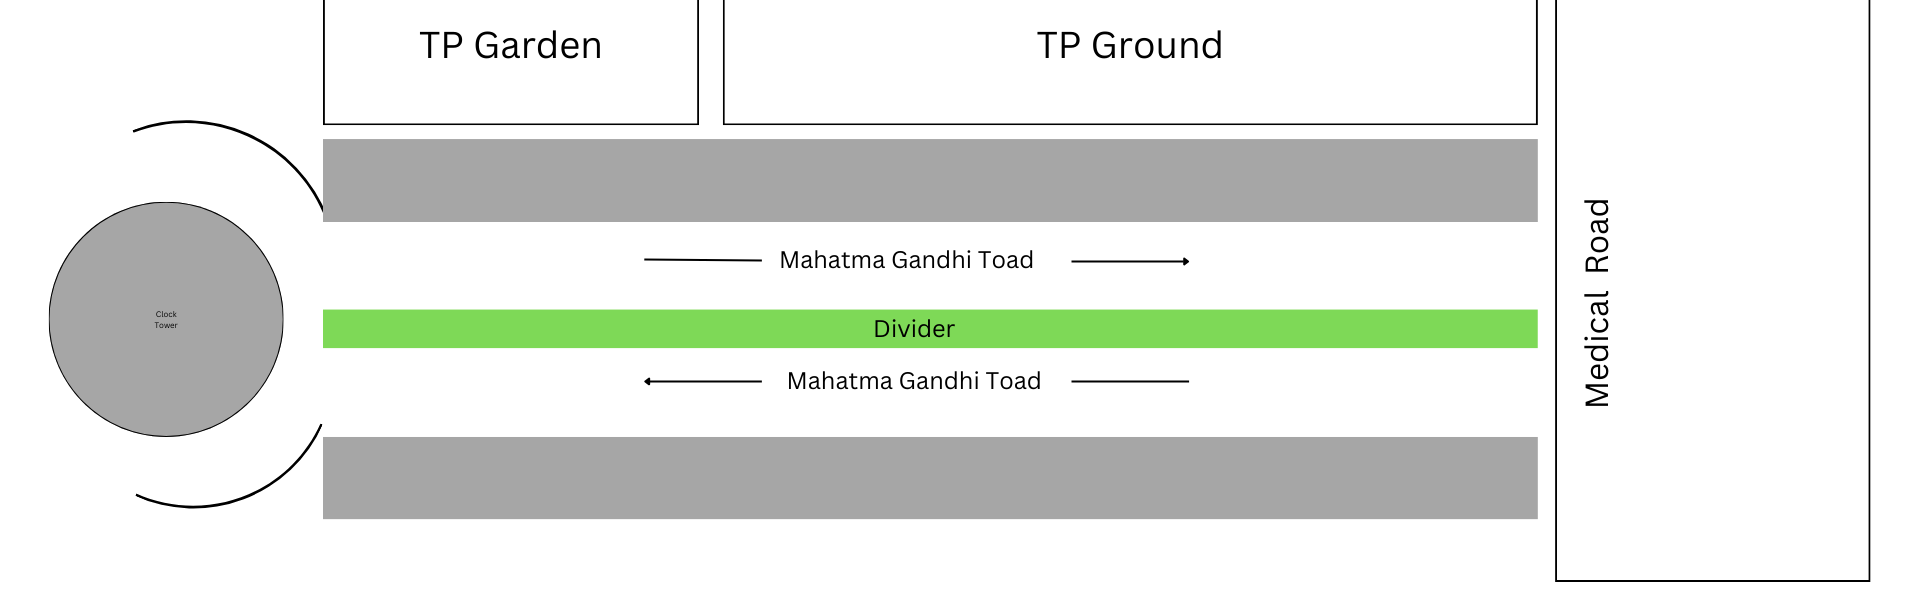 TP Garden
TP Ground
Mahatma Gandhi Toad
Clock
Tower
Divider
Mahatma Gandhi Toad
Medical Road